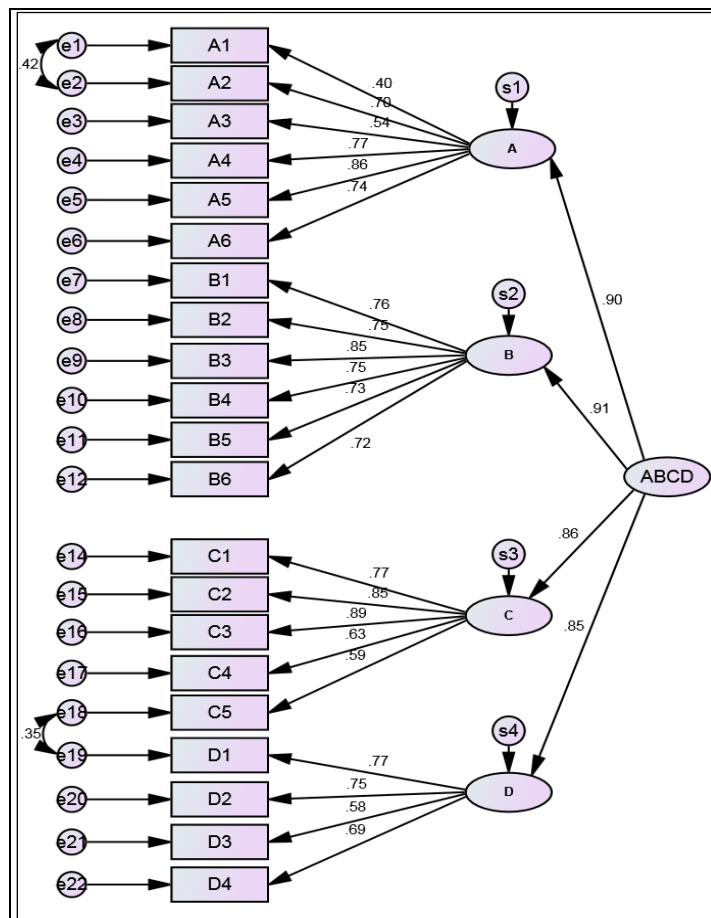 e1 A1
.42
e2 A2
e3 A3
e4 A4
e5 A5
e6 A6
.40
.70
.54
.77
.86
.74
s1
A
e7 B1
e8 B2
e9 B3
e10 B4
e11 B5
e12 B6
.76
.75
.85
.75
.73
.72
s2
B
.90
.91
ABCD
.86
.85
e14 C1
e15 C2
e16 C3
e17 C4
e18 C5
.77
.85
.89
.63
.59
s3
C
.35
e19 D1
e20 D2
e21 D3
e22 D4
.77
.75
.58
.69
s4
D